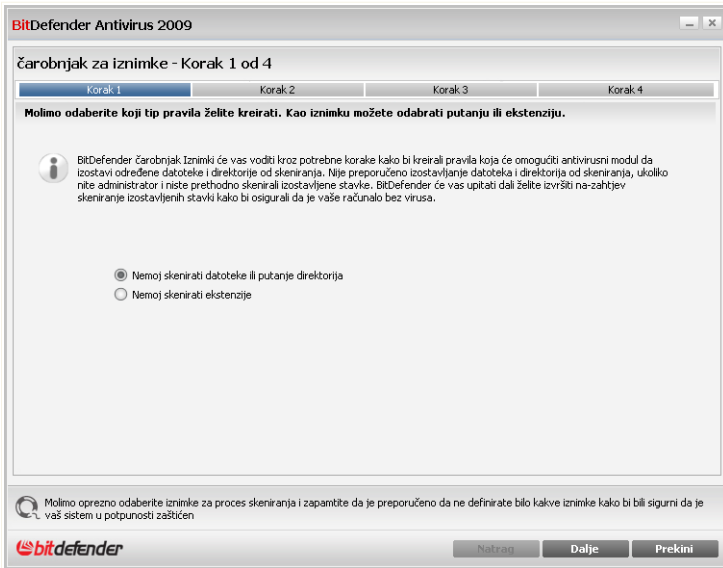 BitDefender Antivirus 2009
čarobnjak za iznimke - Korak 1 od 4
Korak 1 Korak 2 Korak 3 Korak 4
Molimo odaberite koji tip pravila želite kreirati. Kao iznimku možete odabrati putanju ili ekstenziju.
BitDefender čarobnjak Iznimki će vas voditi kroz potrebne korake kako bi kreirali pravila koja će omogućiti antivirusni modul da
izostavi određene datoteke i direktorije od skeniranja. Nije preporučeno izostavljanje datoteka i direktorija od skeniranja, ukoliko
nite administrator i niste prethodno skenirali izostavljene stavke. BitDefender će vas upitati dali želite izvršiti na-zahtjev
skeniranje izostavljenih stavki kako bi osigurali da je vaše računalo bez virusa.
Nemoj skenirati datoteke ili putanje direktorija
Nemoj skenirati ekstenzije
Molimo oprezno odaberite iznimke za proces skeniranja i zapamtite da je preporučeno da ne definirate bilo kakve iznimke kako bi bili sigurni da je
vaš sistem u potpunosti zaštićen
bitdefender
Natrag Dalje Prekini